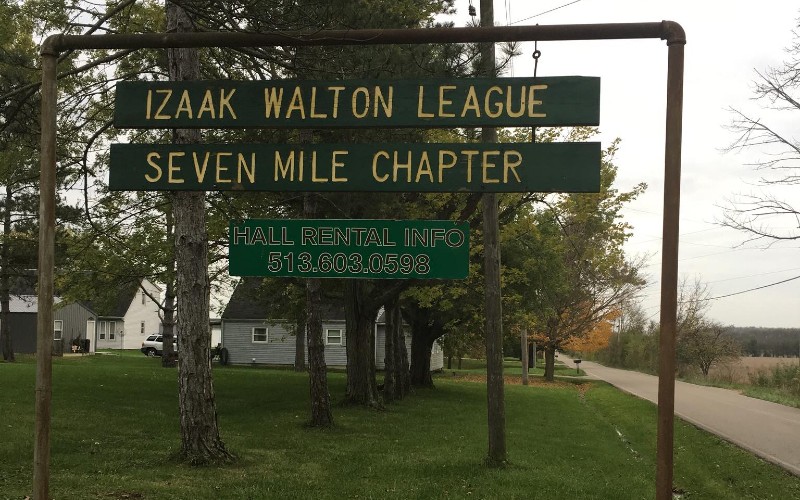 IZAAK WALTON LEAGUE
SEVEN MILE CHAPTER
HALL RENTAL INFO
513.603.0598